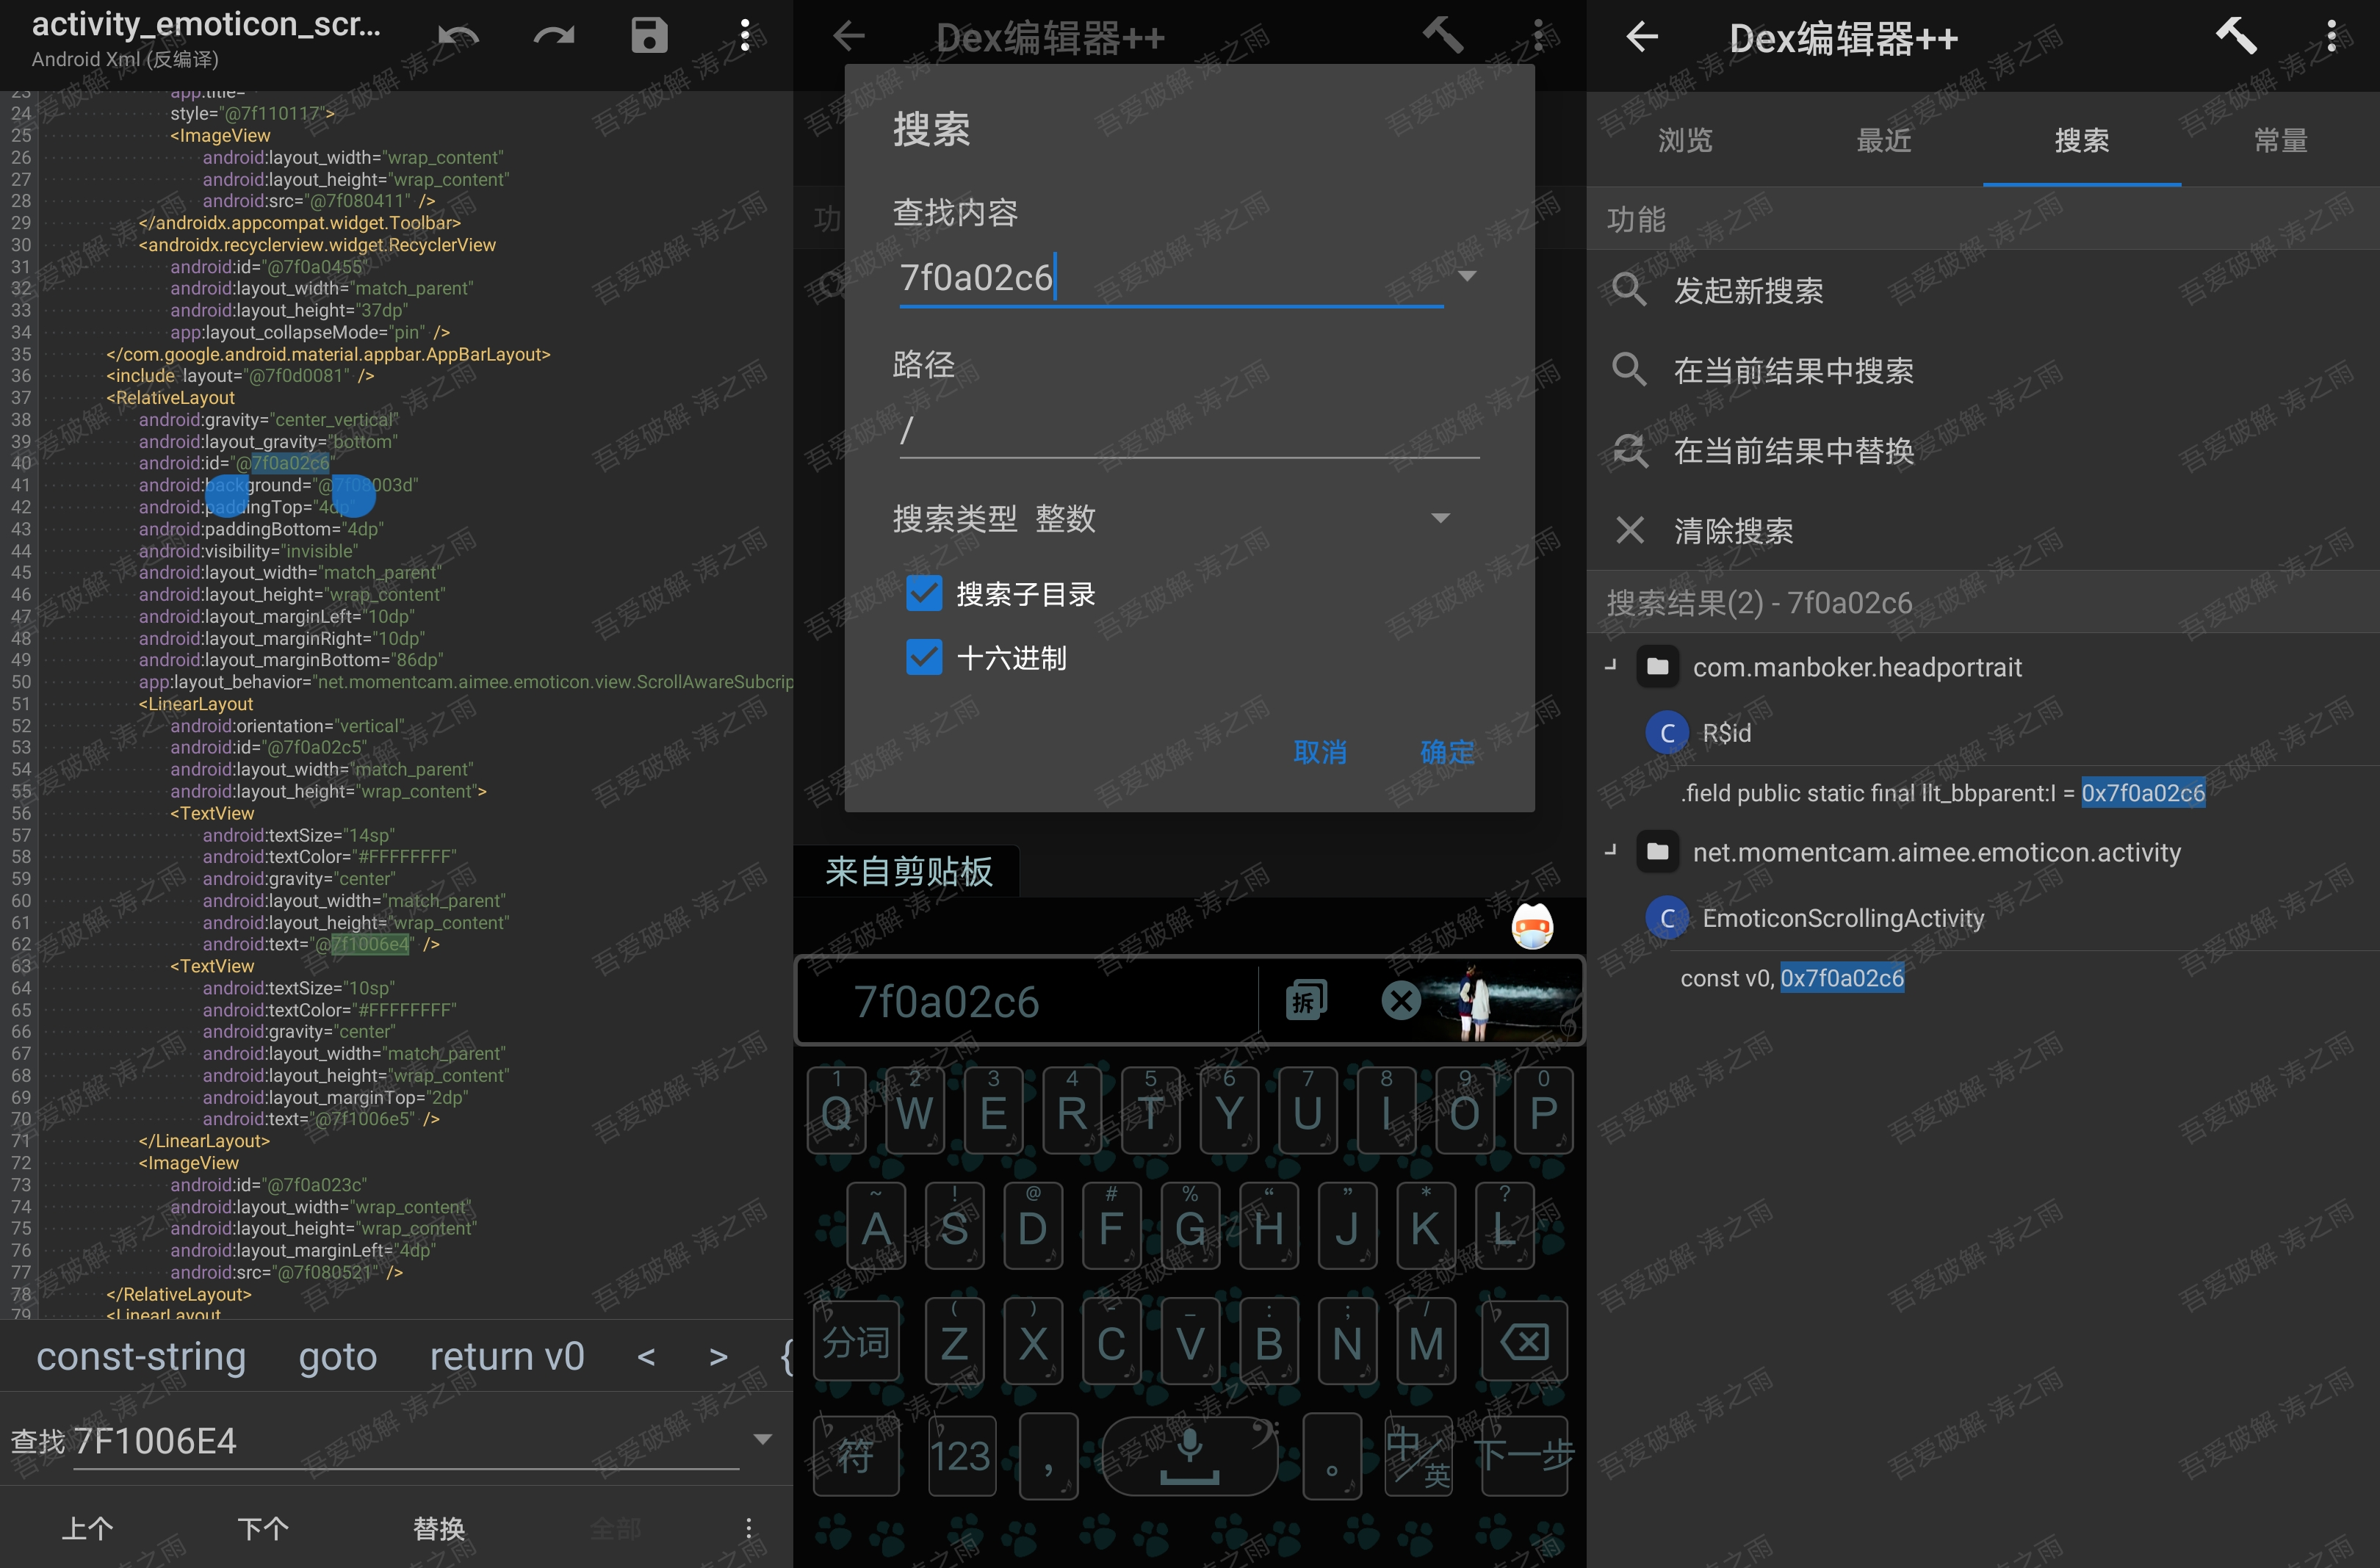 activity_emoticon_scr...
Android Xml (反编译)
23 app:title=""
24 style="@7f110117">
25 <ImageView
26 android:layout_width="wrap_content"
27 android:layout_height="wrap_content"
28 android:src="@7f080411" />
29 </androidx.appcompat.widget.Toolbar>
30 <androidx.recyclerview.widget.RecyclerView
31 android:id="@7f0a0455"
32 android:layout_width="match_parent"
33 android:layout_height="37dp"
34 app:layout_collapseMode="pin" />
35 </com.google.android.material.appbar.AppBarLayout>
36 <include layout="@7f0d0081" />
37 <RelativeLayout
38 android:gravity="center_vertical"
39 android:layout_gravity="bottom"
40 android:id="@7f0a02c6"
41 android:background="@7f08003d"
42 android:paddingTop="4dp"
43 android:paddingBottom="4dp"
44 android:visibility="invisible"
45 android:layout_width="match_parent"
46 android:layout_height="wrap_content"
47 android:layout_marginLeft="10dp"
48 android:layout_marginRight="10dp"
49 android:layout_marginBottom="86dp"
50 app:layout_behavior="net.momentcam.aimee.emoticon.view.ScrollAwareSubcrip
51 <LinearLayout
52 android:orientation="vertical"
53 android:id="@7f0a02c5"
54 android:layout_width="match_parent"
55 android:layout_height="wrap_content">
56 <TextView
57 android:textSize="14sp"
58 android:textColor="#FFFFFFFF"
59 android:gravity="center"
60 android:layout_width="match_parent"
61 android:layout_height="wrap_content"
62 android:text="@7f1006e4" />
63 <TextView
64 android:textSize="10sp"
65 android:textColor="#FFFFFFFF"
66 android:gravity="center"
67 android:layout_width="match_parent"
68 android:layout_height="wrap_content"
69 android:layout_marginTop="2dp"
70 android:text="@7f1006e5" />
71 </LinearLayout>
72 <ImageView
73 android:id="@7f0a023c"
74 android:layout_width="wrap_content"
75 android:layout_height="wrap_content"
76 android:layout_marginLeft="4dp"
77 android:src="@7f080521" />
78 </RelativeLayout>
79 <LinearLayout
const-string goto return v0 < > {
查找 7F1006E4
上个 下个 替换 全部
Dex编辑器++
功
搜索
查找内容
7f0a02c6
路径
/
搜索类型 整数
搜索子目录
十六进制
取消 确定
来自剪贴板
7f0a02c6 拆
1 2 3 4 5 6 7 8 9 0
Q W E R T Y U I O P
~ ! @ # % “ ” * ?
A S D F G H J K L
( ) - _ : ; /
分词 Z X C V B N M
符 123 , 。 中/英 下一步
Dex编辑器++
浏览 最近 搜索 常量
功能
发起新搜索
在当前结果中搜索
在当前结果中替换
清除搜索
搜索结果(2) - 7f0a02c6
com.manboker.headportrait
C R$id
.field public static final llt_bbparent:I = 0x7f0a02c6
net.momentcam.aimee.emoticon.activity
C EmoticonScrollingActivity
const v0, 0x7f0a02c6
吾爱破解 涛之雨